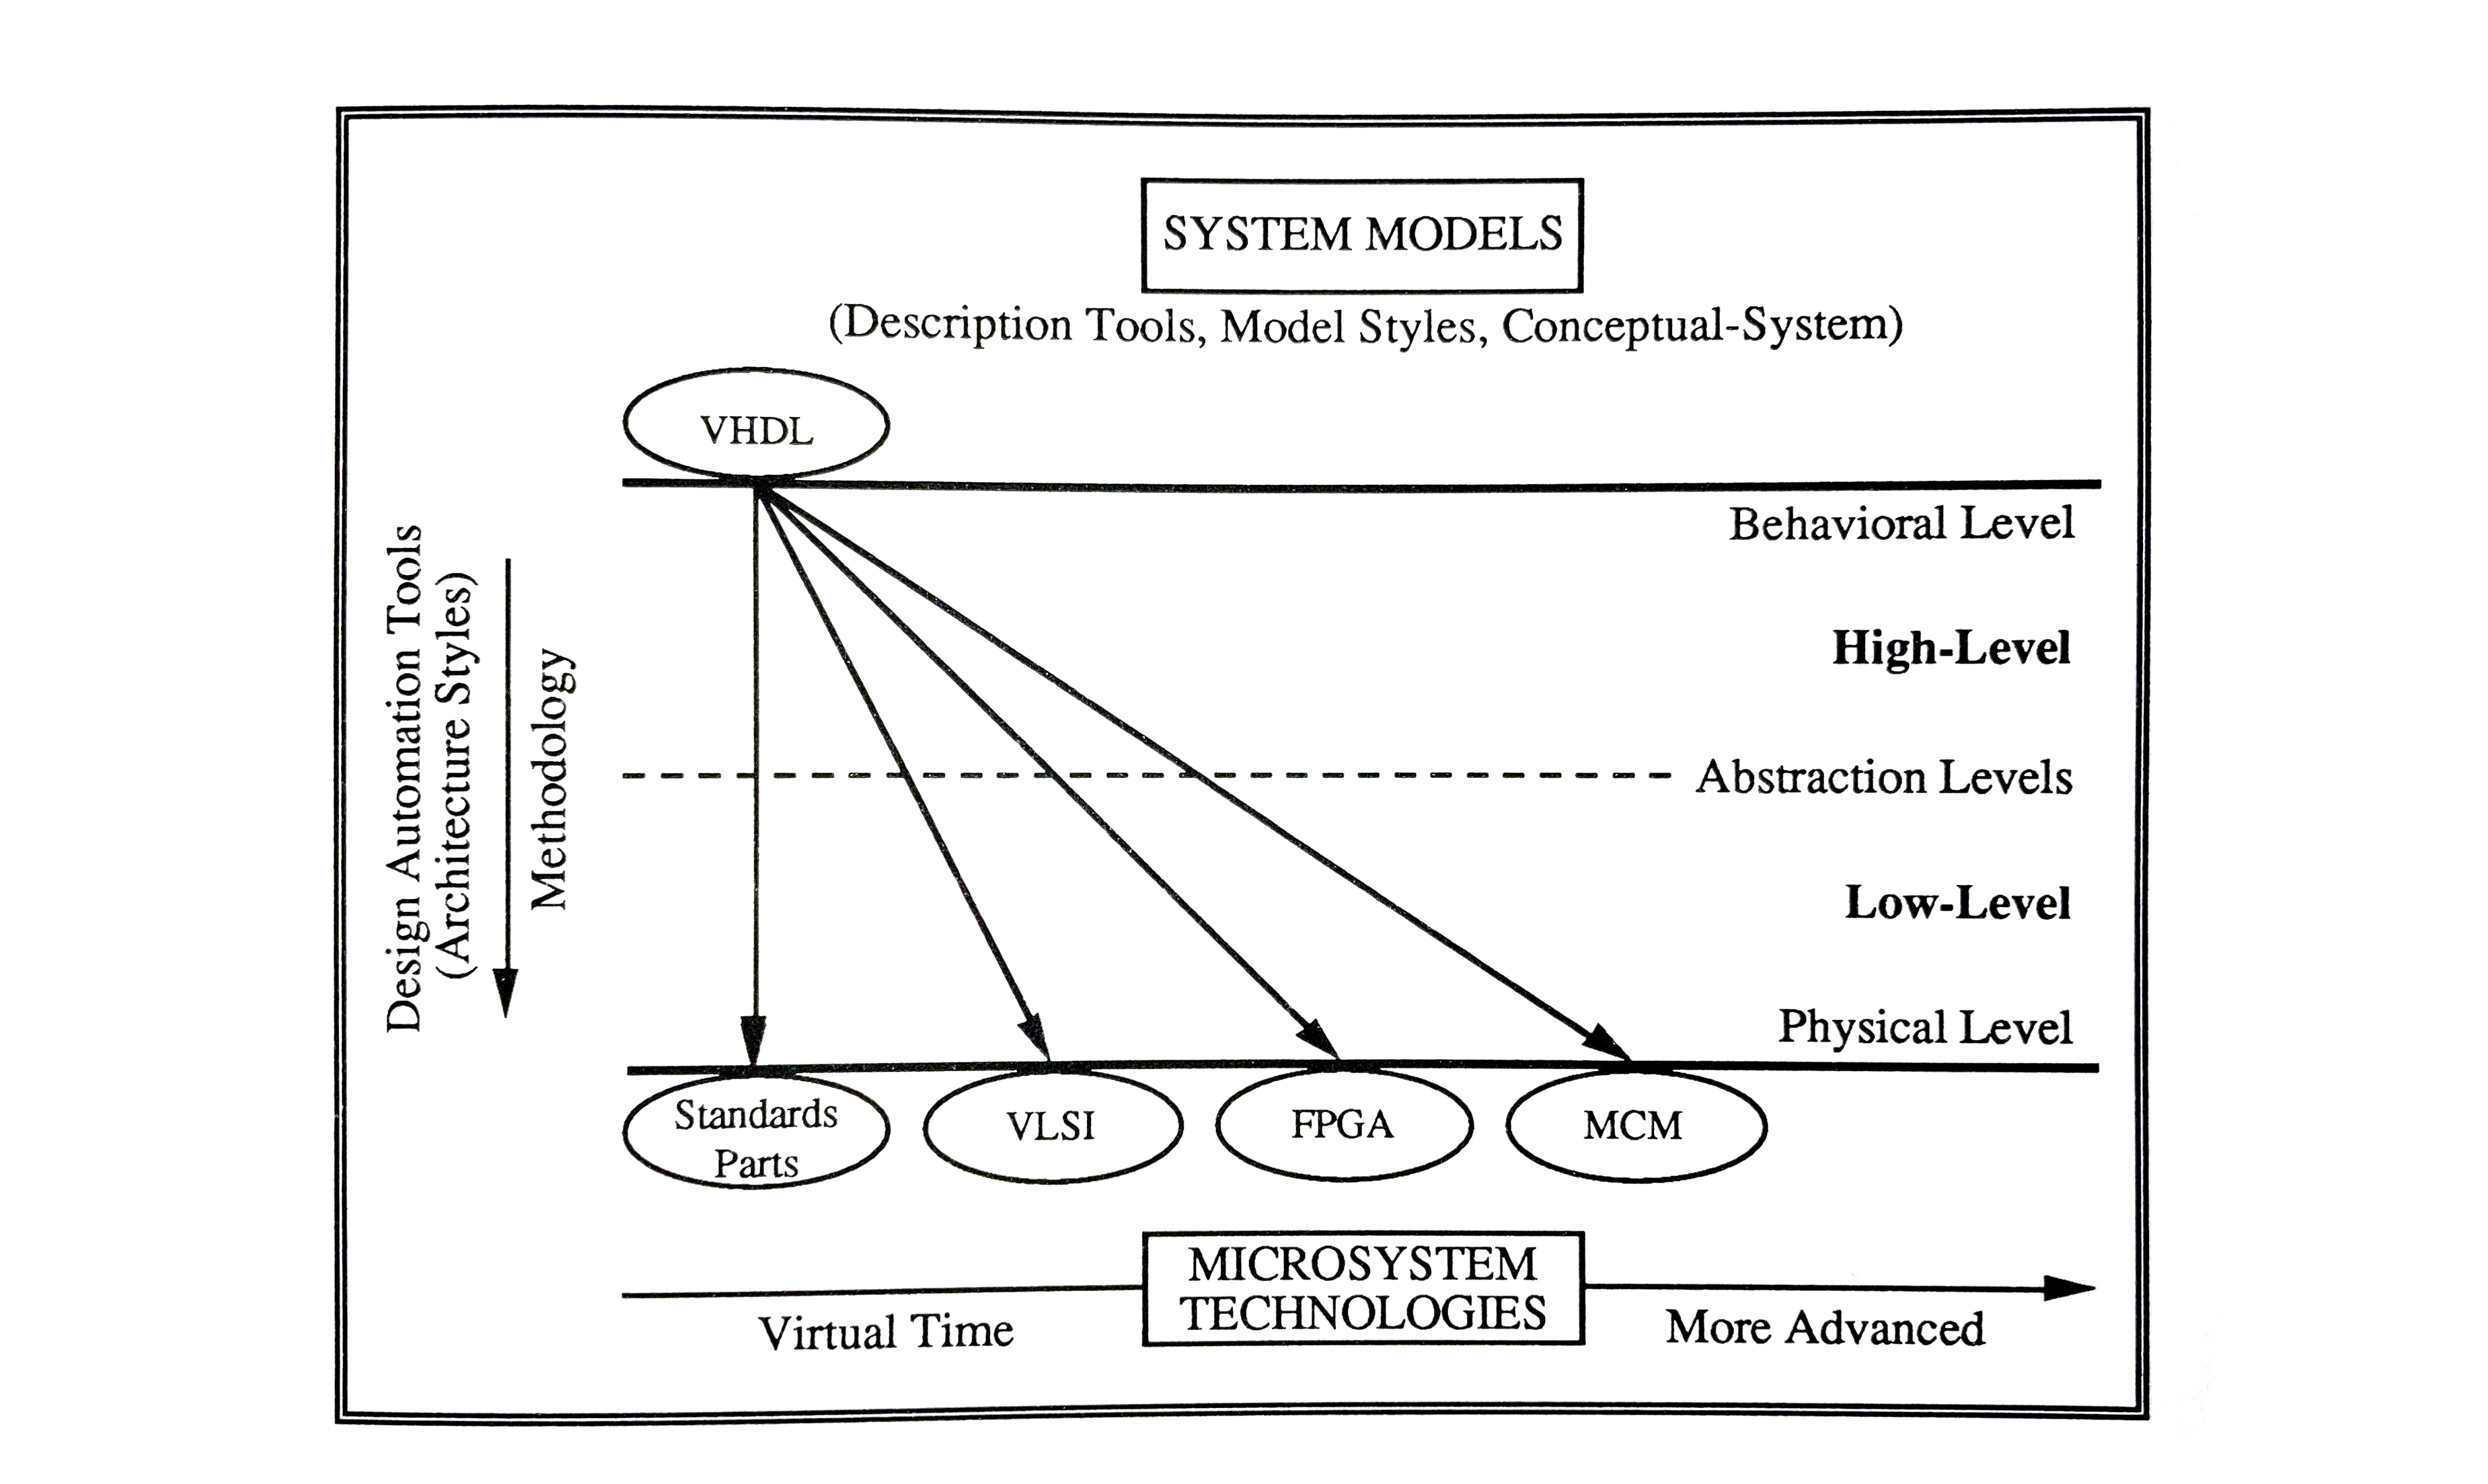 SYSTEM MODELS
(Description Tools, Model Styles, Conceptual-System)
VHDL
Behavioral Level
High-Level
Design Automation Tools
(Architecture Styles)
Methodology
Abstraction Levels
Low-Level
Physical Level
Standards
Parts
VLSI
FPGA
MCM
MICROSYSTEM
TECHNOLOGIES
Virtual Time
More Advanced